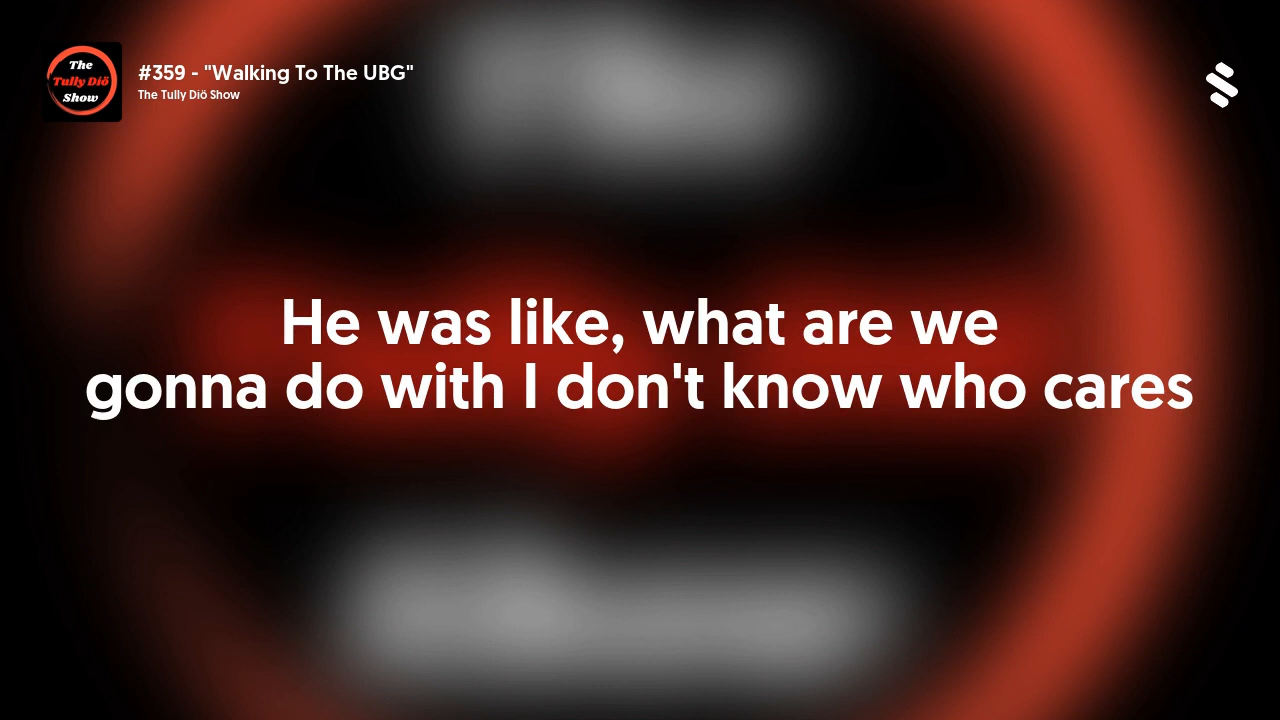 The
Tully Diö
Show
#359 - "Walking To The UBG"
The Tully Diö Show
He was like, what are we
gonna do with I don't know who cares